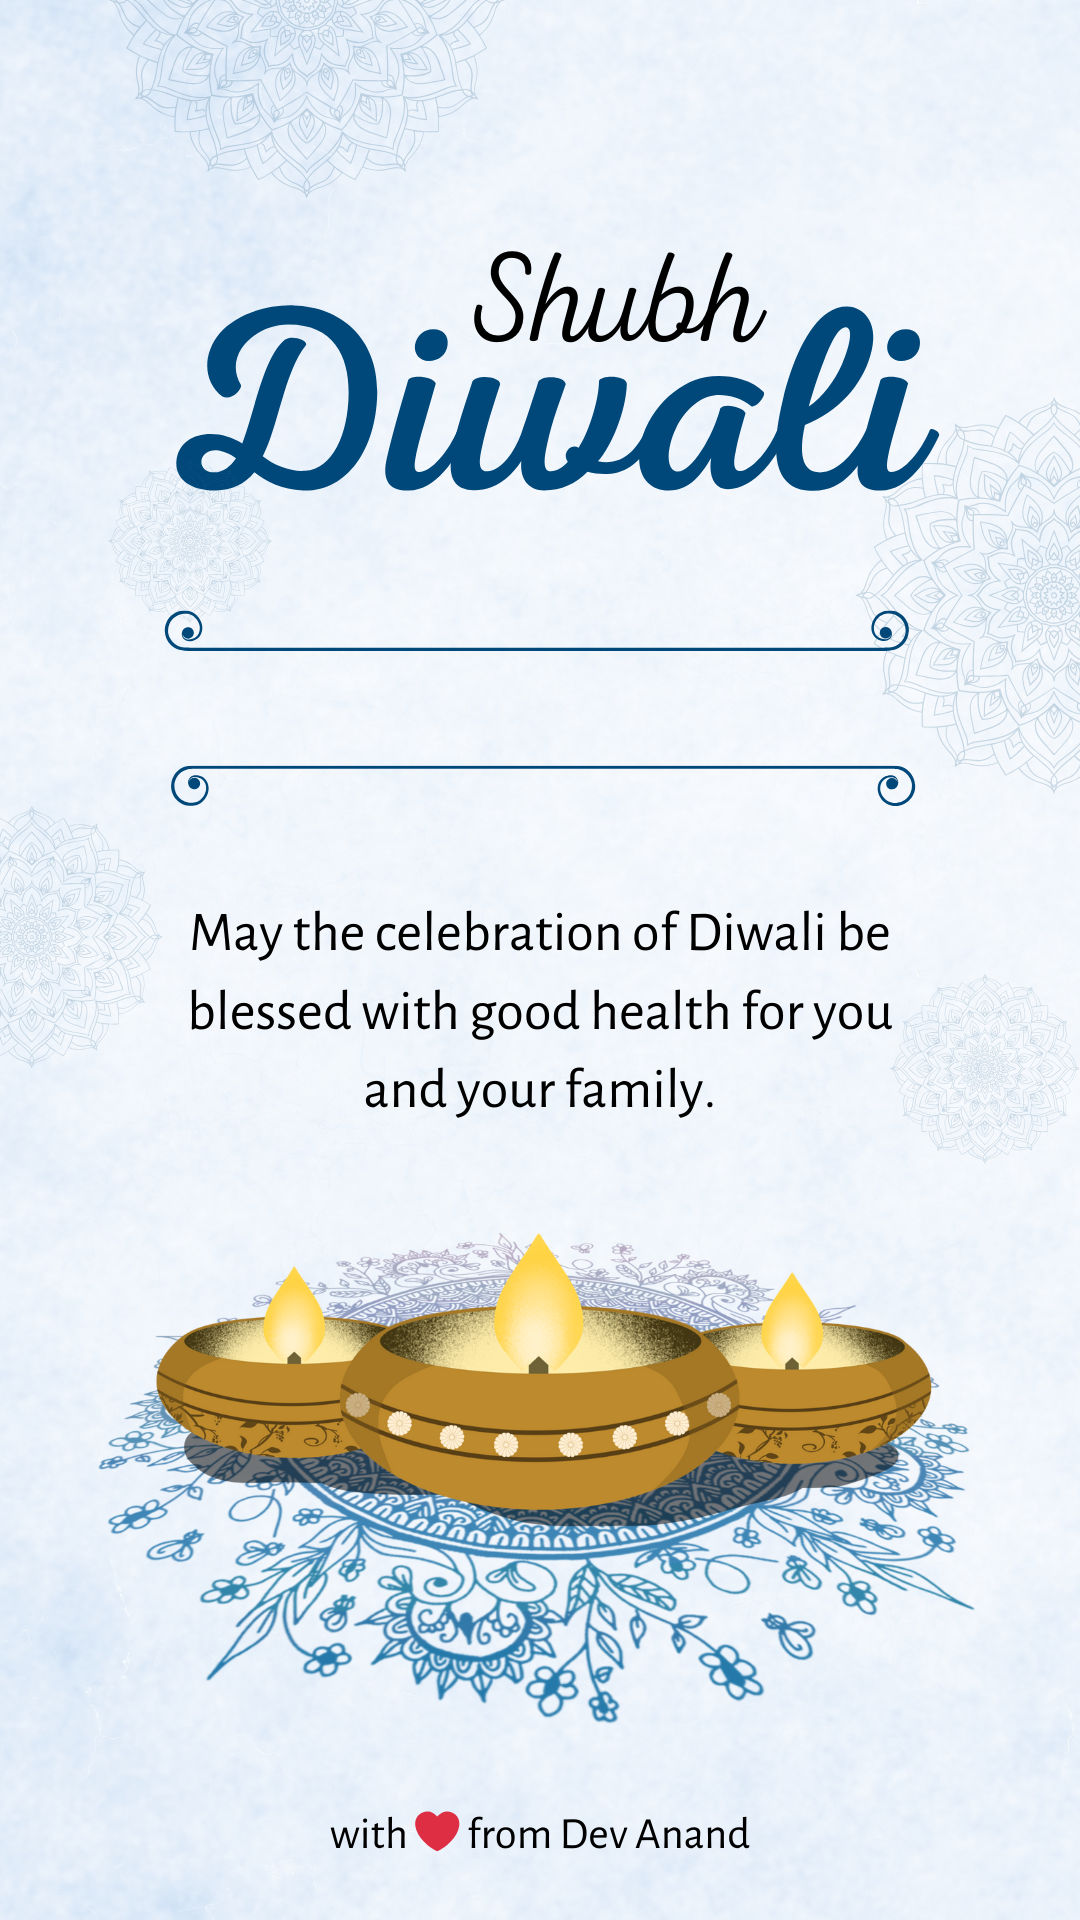 Shubh
Diwali
May the celebration of Diwali be
blessed with good health for you
and your family.
with ❤️ from Dev Anand